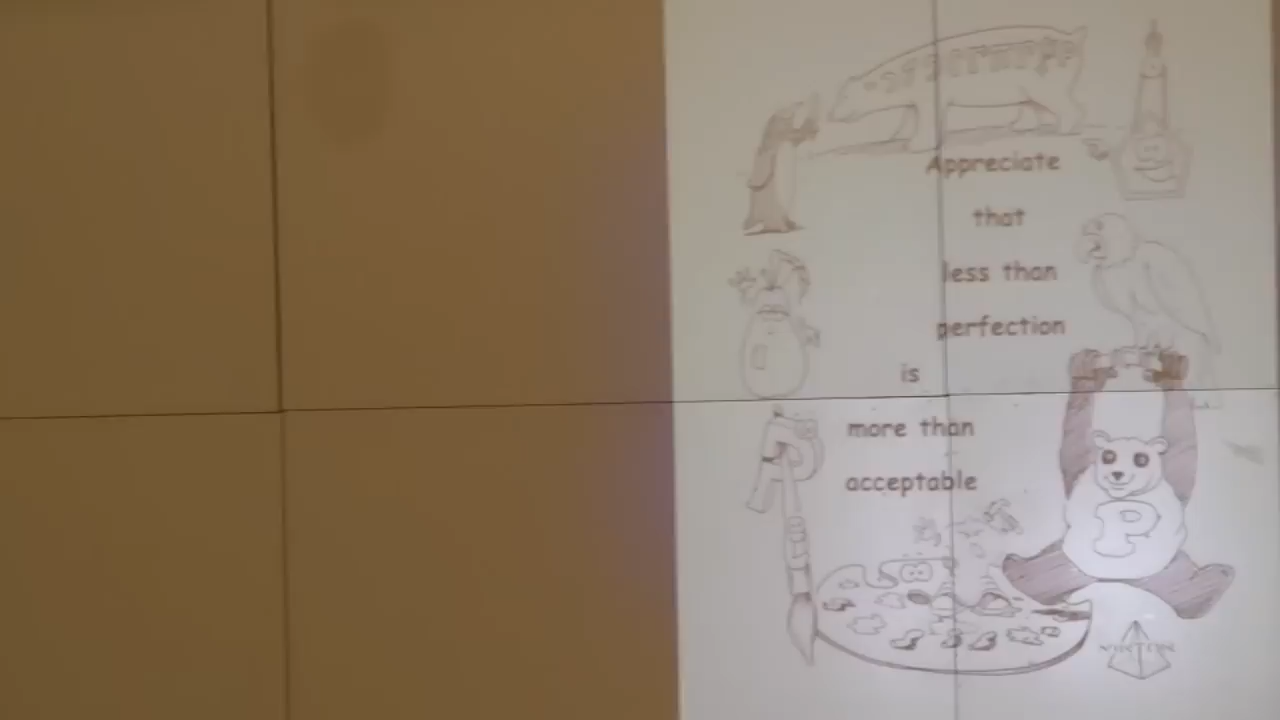 Appreciate
that
less than
perfection
is
more than
acceptable
P